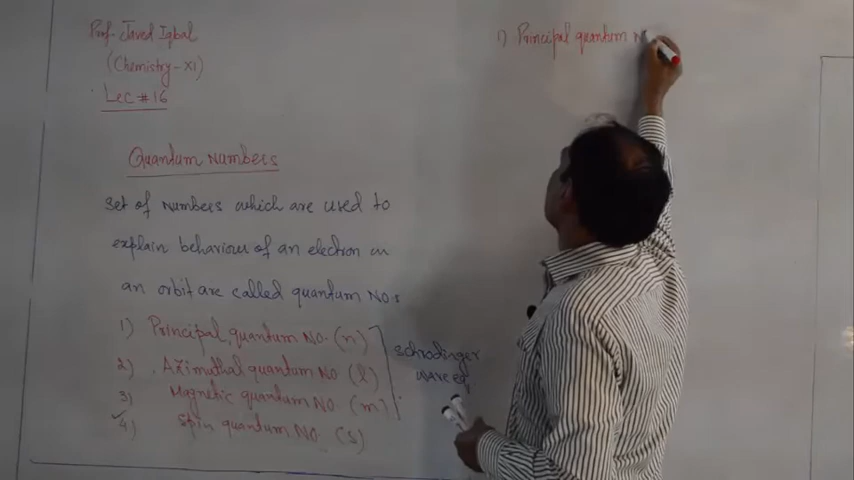 Prof. Javed Iqbal
(Chemistry-XI)
Lec # 16
Quantum Numbers
Set of numbers which are used to
explain behaviour of an electron in
an orbit are called quantum No.s
1) Principal quantum No. (n)
2) Azimuthal quantum No. (l)
3) Magnetic quantum No. (m)
4) Spin quantum No. (s)
Schrodinger
wave eq.
1) Principal quantum N